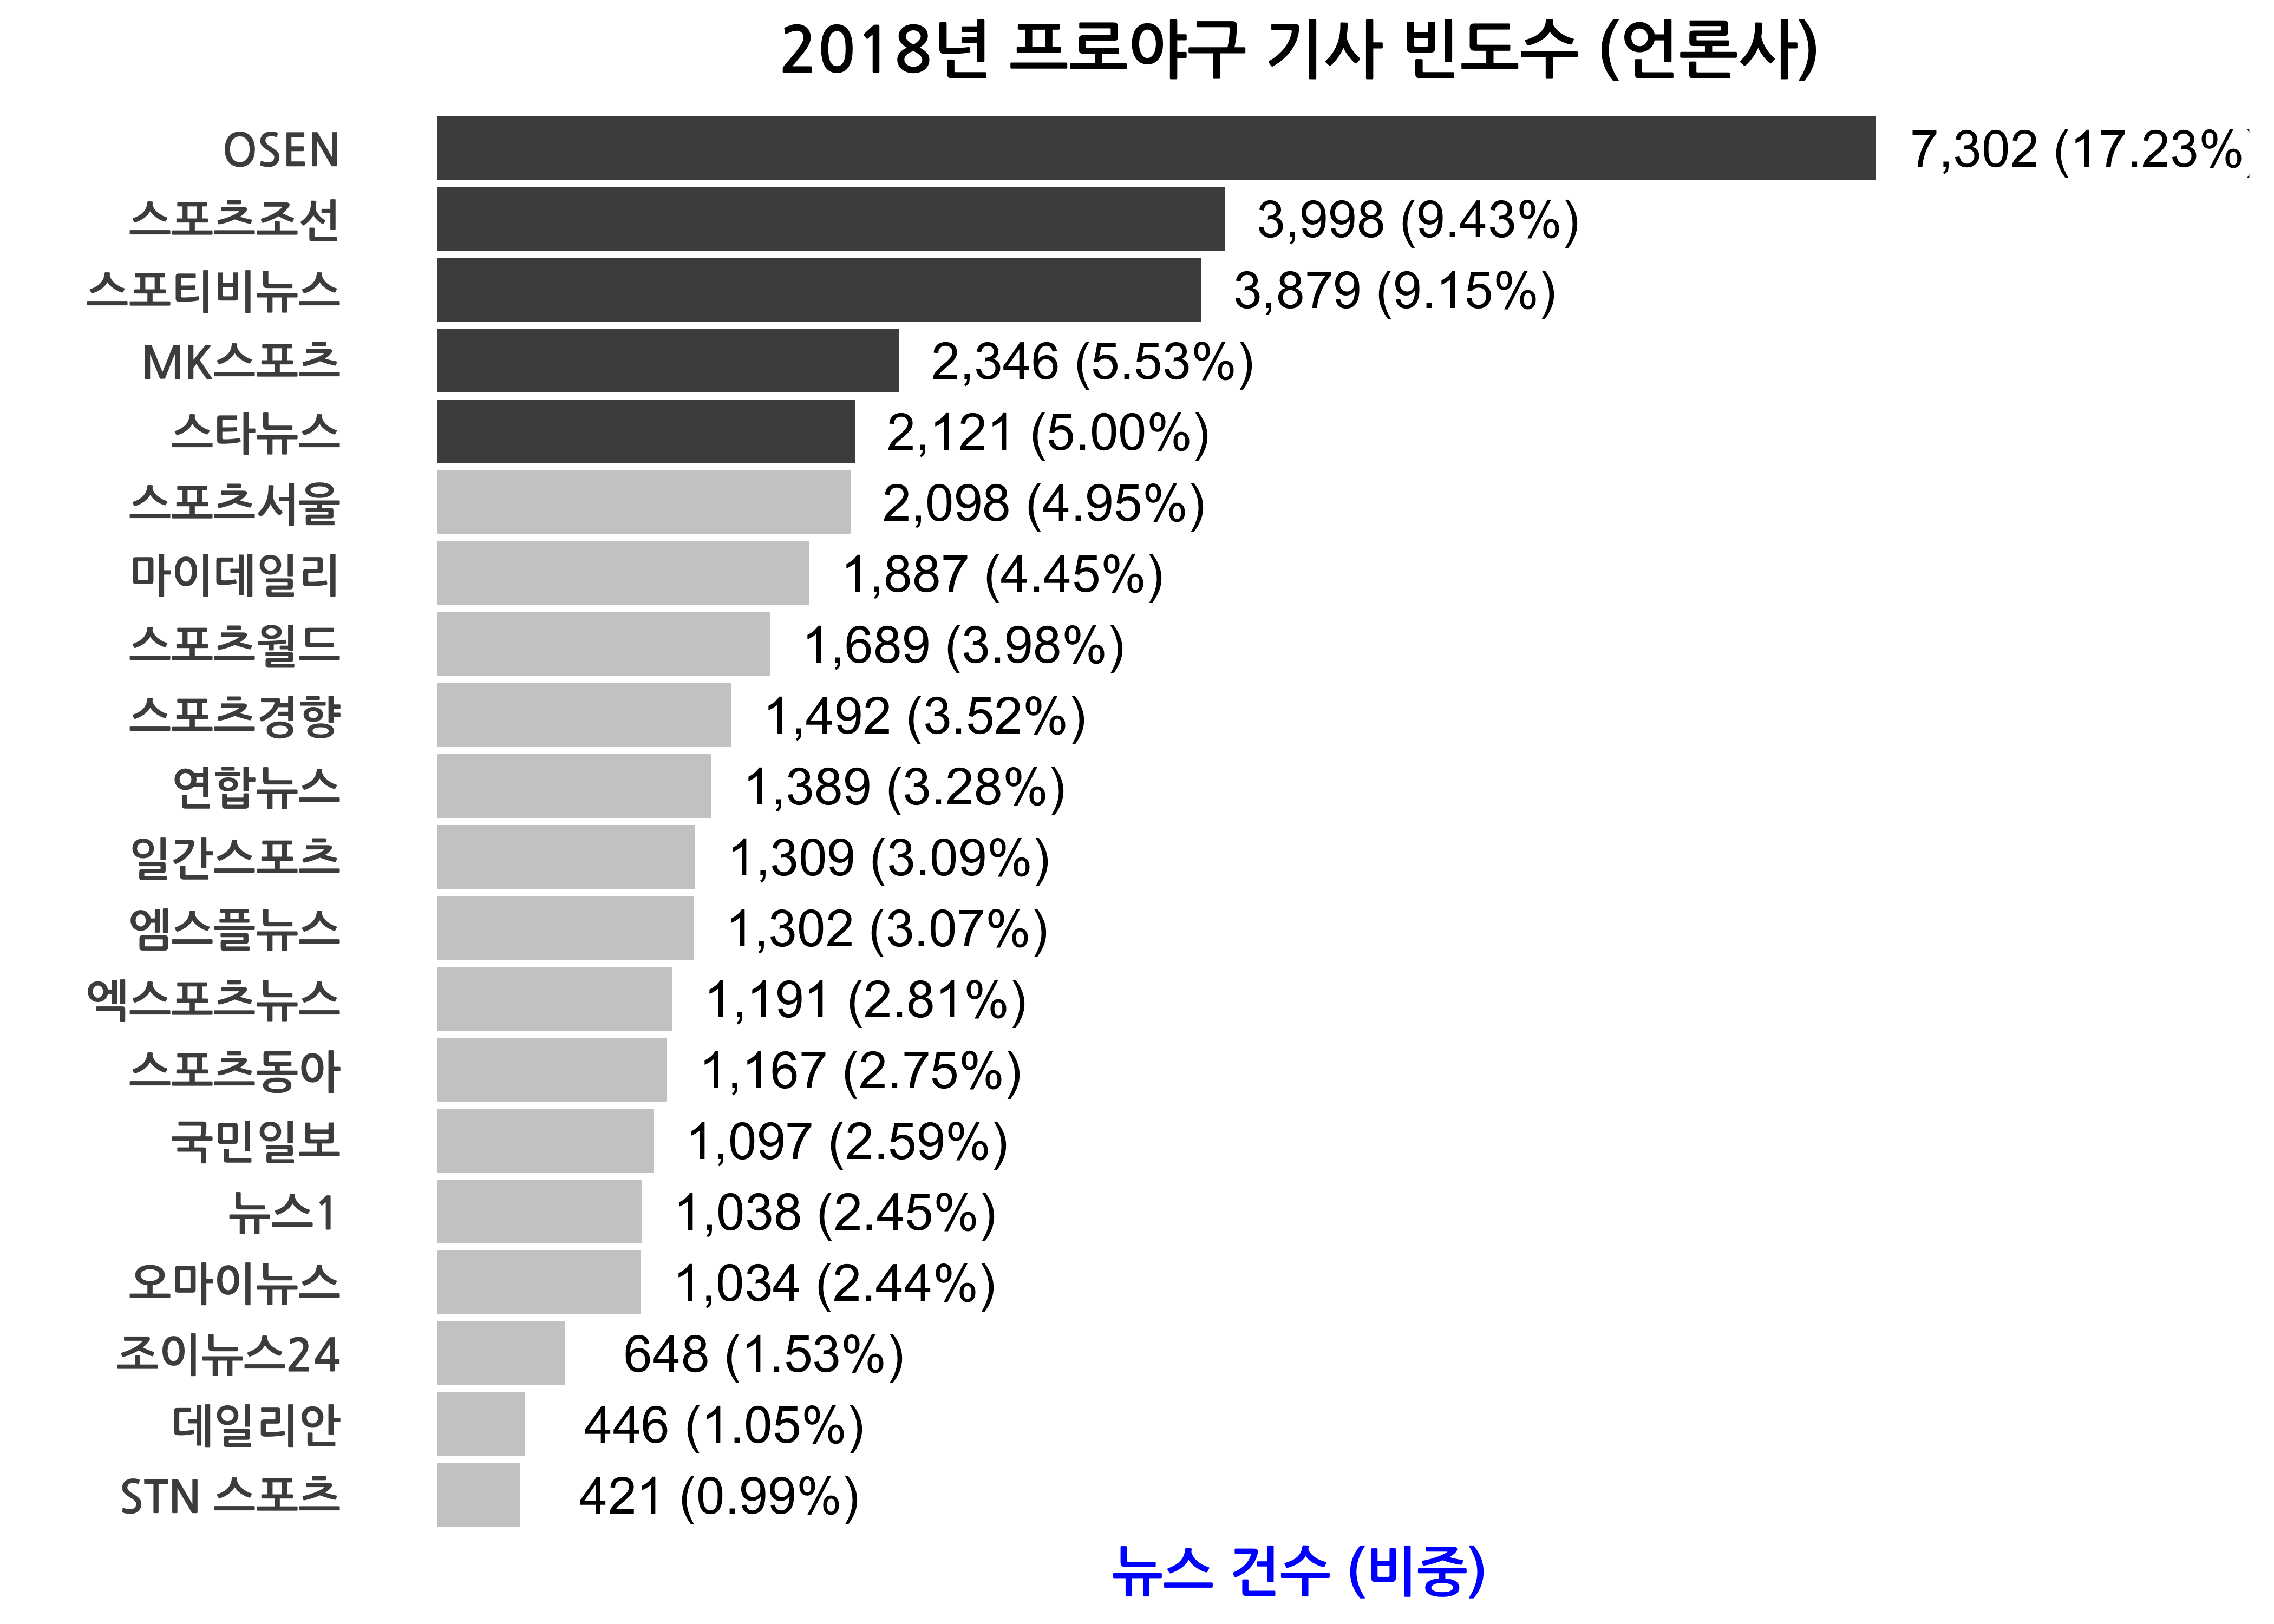 2018년 프로야구 기사 빈도수 (언론사)
OSEN 7,302 (17.23%)
스포츠조선 3,998 (9.43%)
스포티비뉴스 3,879 (9.15%)
MK스포츠 2,346 (5.53%)
스타뉴스 2,121 (5.00%)
스포츠서울 2,098 (4.95%)
마이데일리 1,887 (4.45%)
스포츠월드 1,689 (3.98%)
스포츠경향 1,492 (3.52%)
연합뉴스 1,389 (3.28%)
일간스포츠 1,309 (3.09%)
엠스플뉴스 1,302 (3.07%)
엑스포츠뉴스 1,191 (2.81%)
스포츠동아 1,167 (2.75%)
국민일보 1,097 (2.59%)
뉴스1 1,038 (2.45%)
오마이뉴스 1,034 (2.44%)
조이뉴스24 648 (1.53%)
데일리안 446 (1.05%)
STN 스포츠 421 (0.99%)
뉴스 건수 (비중)